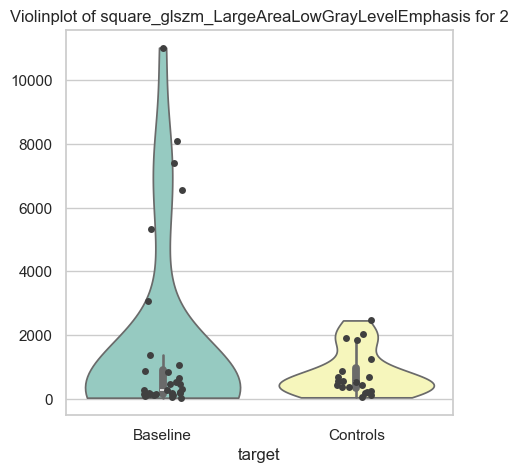 Violinplot of square_glszm_LargeAreaLowGrayLevelEmphasis for 2
10000
8000
6000
4000
2000
0
Baseline Controls
target